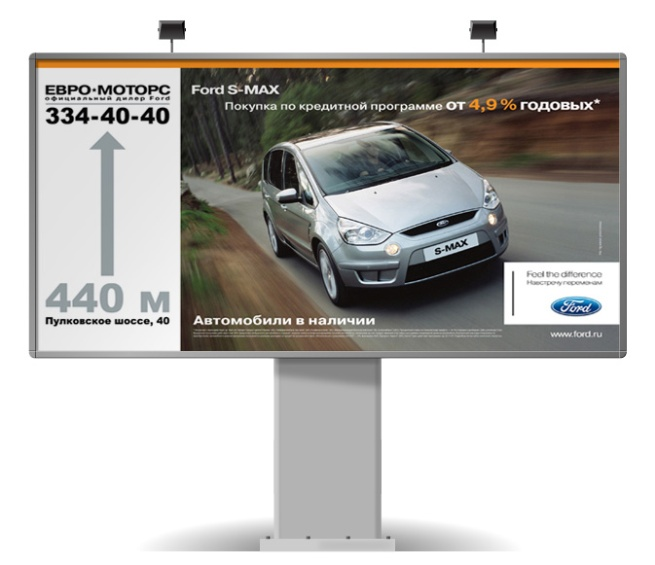 ЕВРО·МОТОРС
официальный дилер Ford
334-40-40
440 м
Пулковское шоссе, 40
Ford S-MAX
Покупка по кредитной программе от 4,9 % годовых*
S-MAX
Автомобили в наличии
Feel the difference
Навстречу переменам
Ford
www.ford.ru